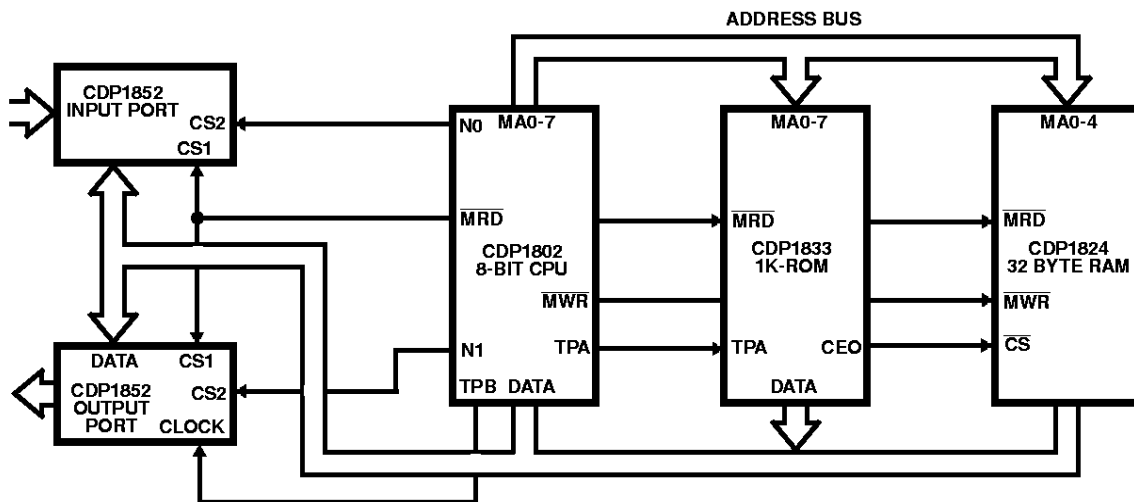 ADDRESS BUS
CDP1852
INPUT PORT
CS2
CS1
N0
MA0-7
MRD
CDP1802
8-BIT CPU
MWR
TPA
N1
TPB
DATA
MA0-7
MRD
CDP1833
1K-ROM
TPA
CEO
DATA
MA0-4
MRD
CDP1824
32 BYTE RAM
MWR
CS
DATA
CS1
CDP1852
OUTPUT
PORT
CS2
CLOCK